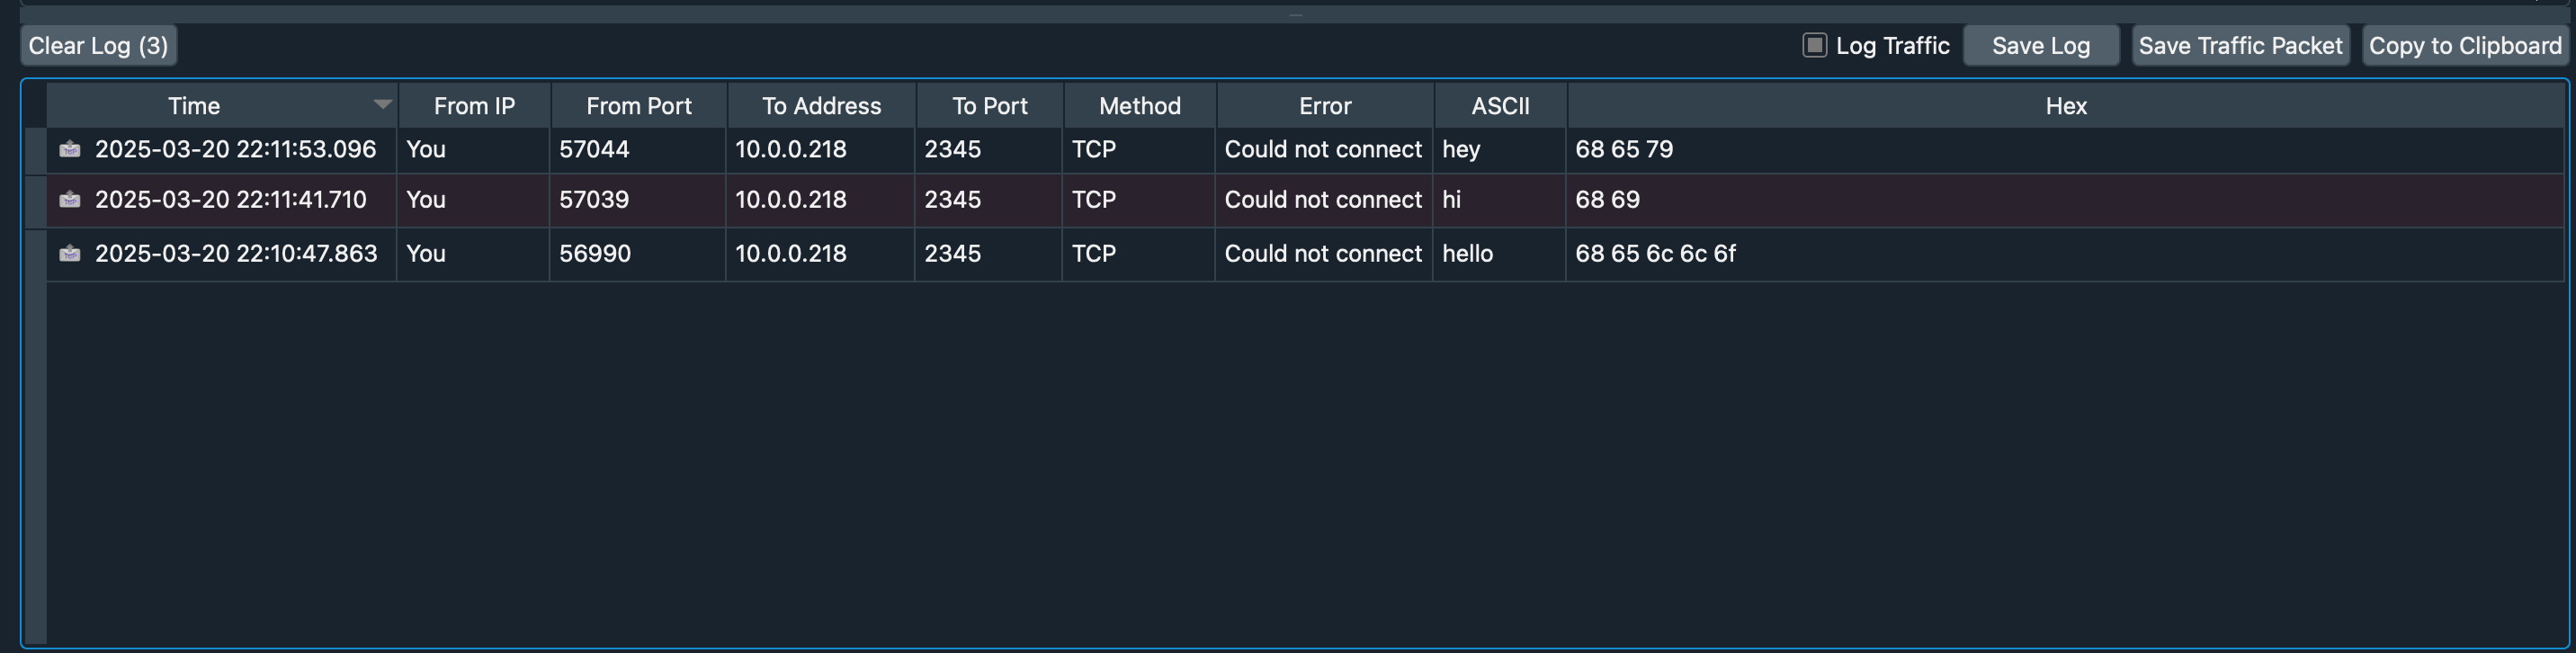 Clear Log (3) Log Traffic Save Log Save Traffic Packet Copy to Clipboard
Time From IP From Port To Address To Port Method Error ASCII Hex
2025-03-20 22:11:53.096 You 57044 10.0.0.218 2345 TCP Could not connect hey 68 65 79
2025-03-20 22:11:41.710 You 57039 10.0.0.218 2345 TCP Could not connect hi 68 69
2025-03-20 22:10:47.863 You 56990 10.0.0.218 2345 TCP Could not connect hello 68 65 6c 6c 6f